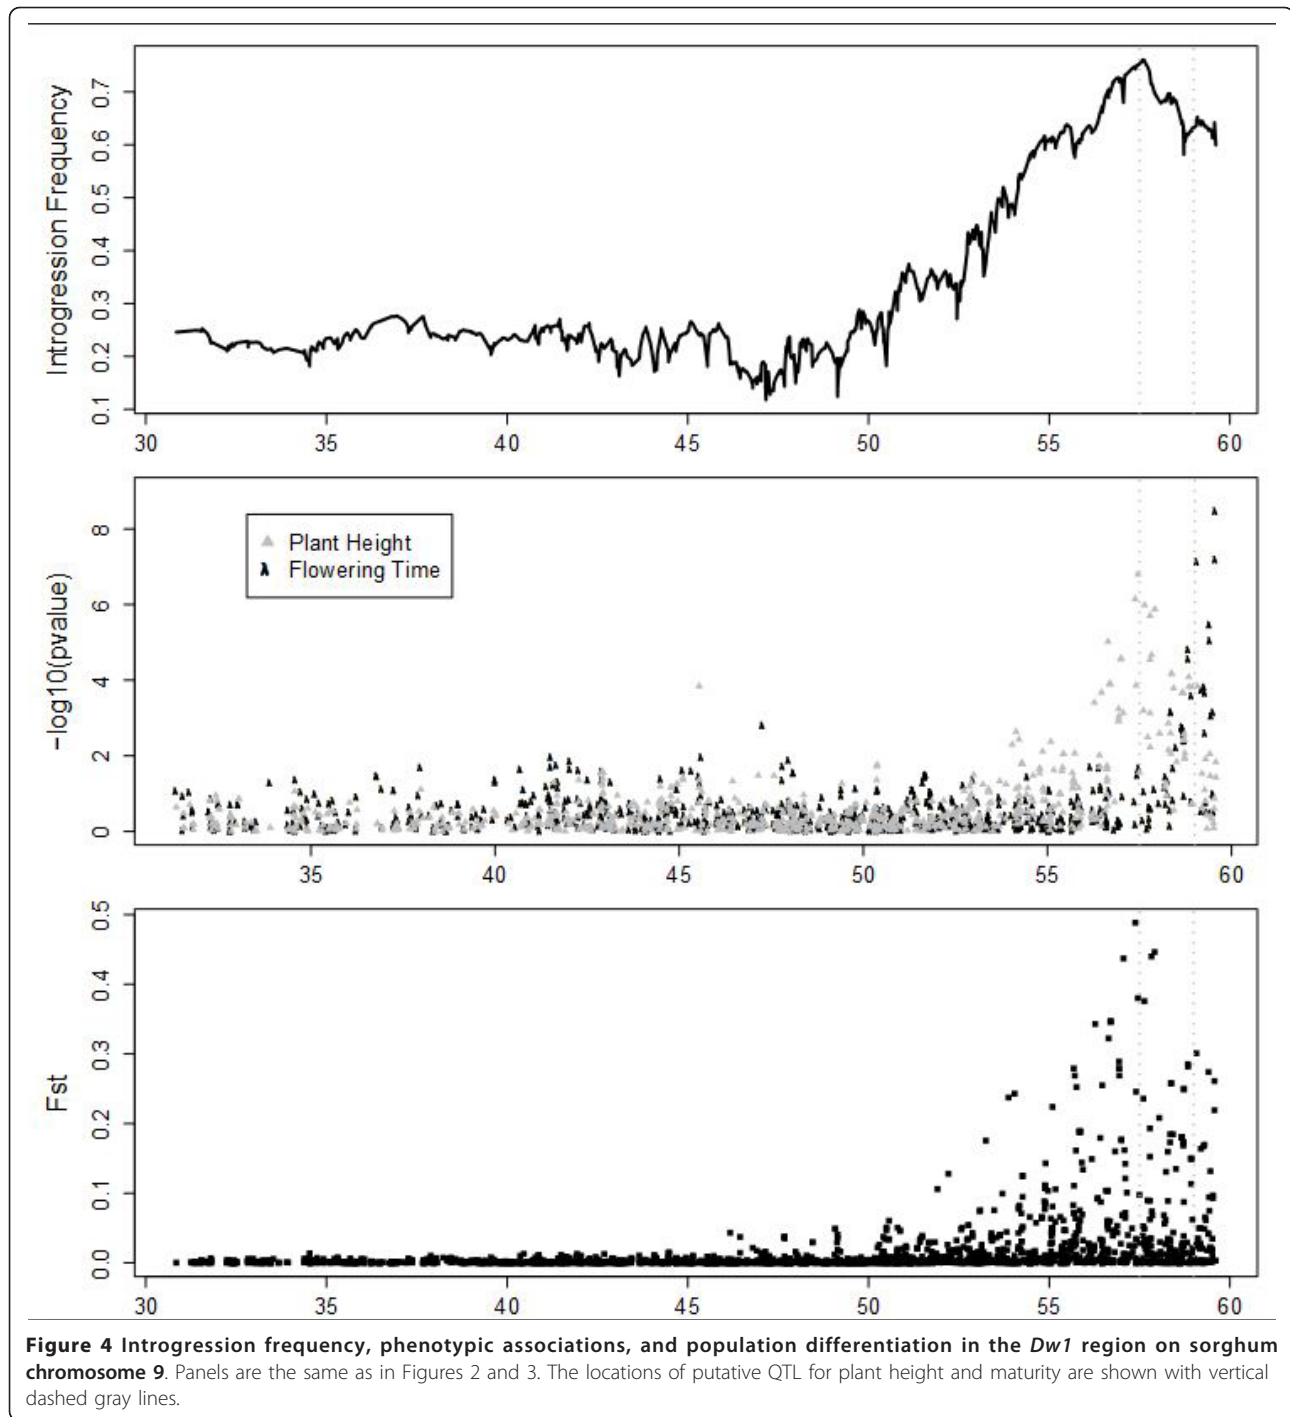 Introgression Frequency
0.7
0.6
0.5
0.4
0.3
0.2
0.1
30 35 40 45 50 55 60
−log10(pvalue)
8
6
4
2
0
Plant Height
Flowering Time
35 40 45 50 55 60
Fst
0.5
0.4
0.3
0.2
0.1
0.0
30 35 40 45 50 55 60
Figure 4 Introgression frequency, phenotypic associations, and population differentiation in the Dw1 region on sorghum
chromosome 9. Panels are the same as in Figures 2 and 3. The locations of putative QTL for plant height and maturity are shown with vertical
dashed gray lines.